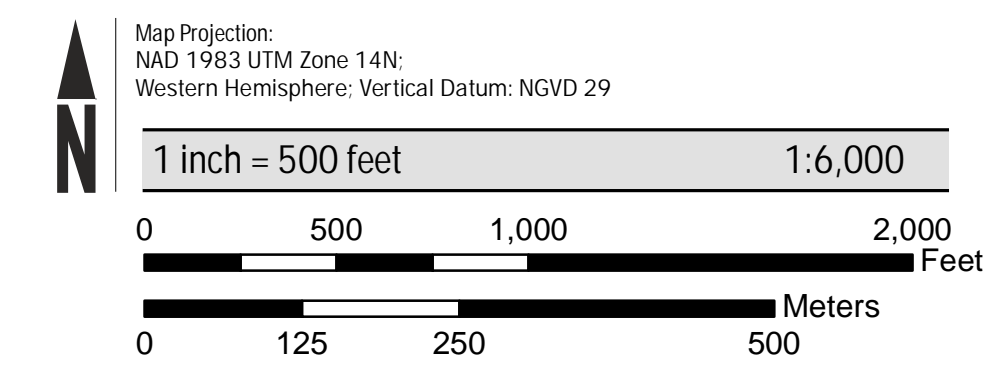 N
Map Projection:
NAD 1983 UTM Zone 14N;
Western Hemisphere; Vertical Datum: NGVD 29
1 inch = 500 feet 1:6,000
0 500 1,000 2,000
Feet
Meters
0 125 250 500